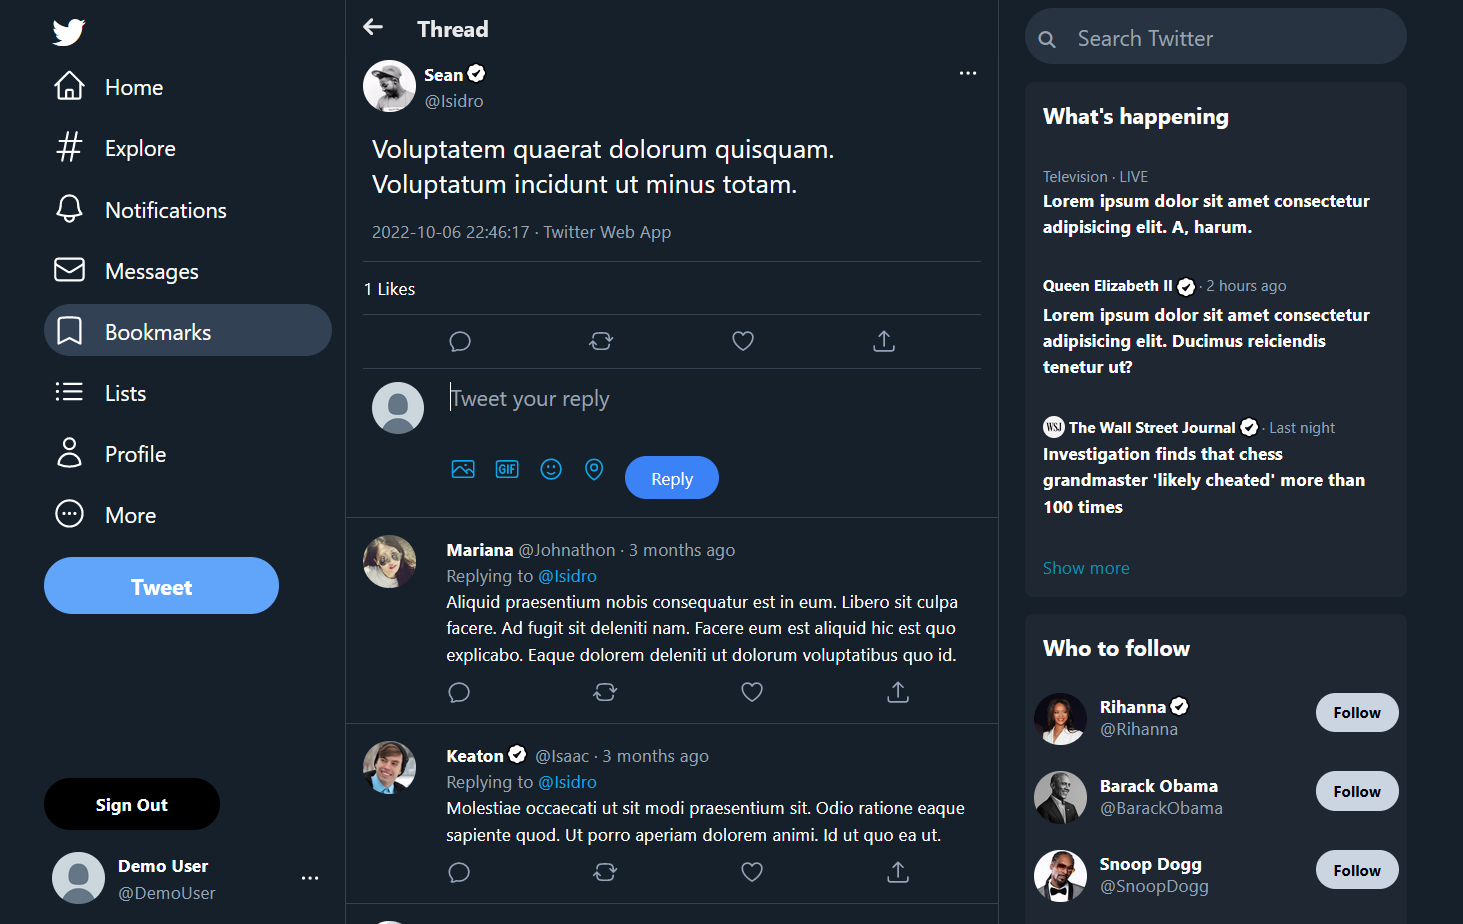 Home
Explore
Notifications
Messages
Bookmarks
Lists
Profile
More
Tweet
Sign Out
Demo User
@DemoUser
Thread
Sean
@Isidro
Voluptatem quaerat dolorum quisquam.
Voluptatum incidunt ut minus totam.
2022-10-06 22:46:17 · Twitter Web App
1 Likes
Tweet your reply
GIF
Reply
Mariana @Johnathon · 3 months ago
Replying to @Isidro
Aliquid praesentium nobis consequatur est in eum. Libero sit culpa
facere. Ad fugit sit deleniti nam. Facere eum est aliquid hic est quo
explicabo. Eaque dolorem deleniti ut dolorum voluptatibus quo id.
Keaton @Isaac · 3 months ago
Replying to @Isidro
Molestiae occaecati ut sit modi praesentium sit. Odio ratione eaque
sapiente quod. Ut porro aperiam dolorem animi. Id ut quo ea ut.
Search Twitter
What's happening
Television · LIVE
Lorem ipsum dolor sit amet consectetur
adipisicing elit. A, harum.
Queen Elizabeth II · 2 hours ago
Lorem ipsum dolor sit amet consectetur
adipisicing elit. Ducimus reiciendis
tenetur ut?
WSJ The Wall Street Journal · Last night
Investigation finds that chess
grandmaster 'likely cheated' more than
100 times
Show more
Who to follow
Rihanna
@Rihanna
Follow
Barack Obama
@BarackObama
Follow
Snoop Dogg
@SnoopDogg
Follow